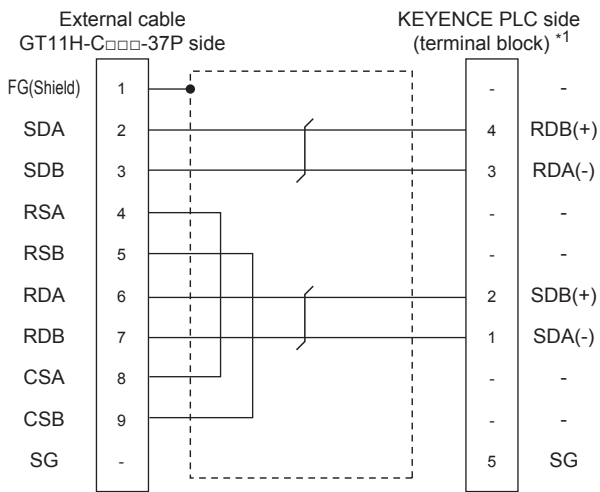 External cable
GT11H-C□□□-37P side
KEYENCE PLC side
(terminal block) *1
FG(Shield) 1 - -
SDA 2 4 RDB(+)
SDB 3 3 RDA(-)
RSA 4 - -
RSB 5 - -
RDA 6 2 SDB(+)
RDB 7 1 SDA(-)
CSA 8 - -
CSB 9 - -
SG - 5 SG